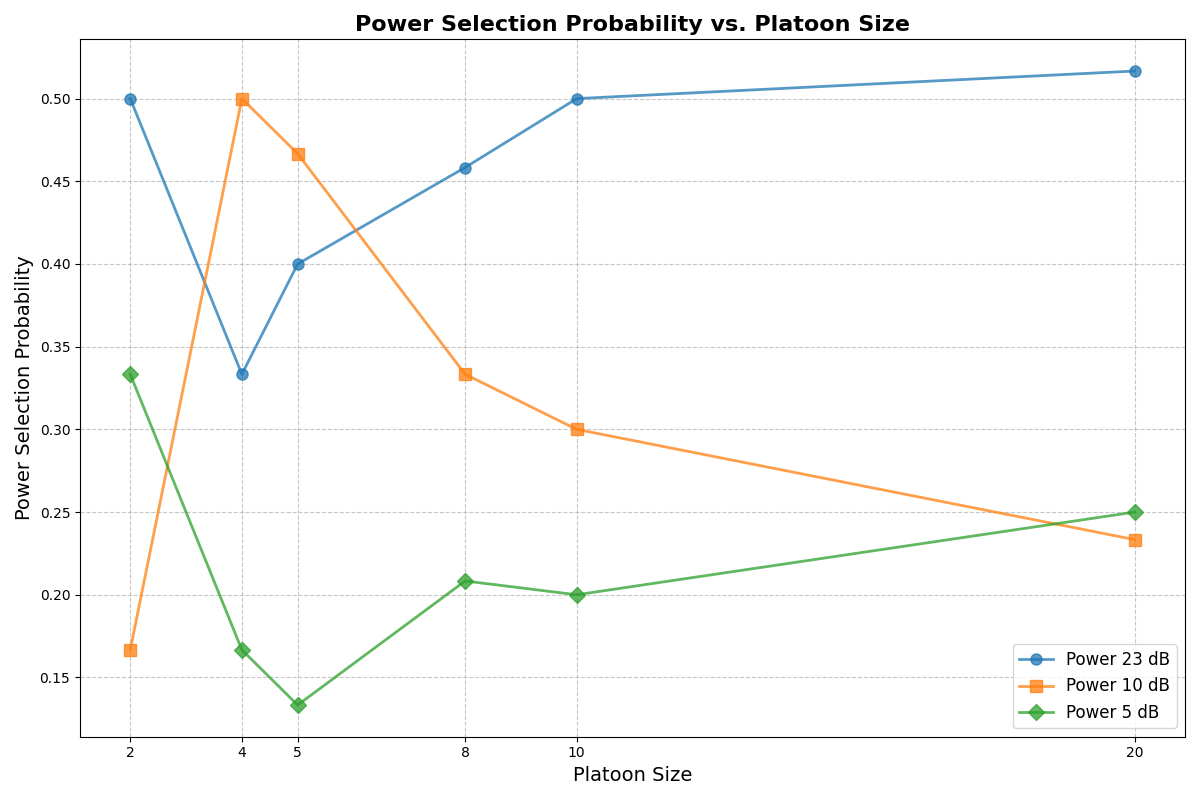 Power Selection Probability vs. Platoon Size
Power Selection Probability
0.50
0.45
0.40
0.35
0.30
0.25
0.20
0.15
Power 23 dB
Power 10 dB
Power 5 dB
2 4 5 8 10 20
Platoon Size